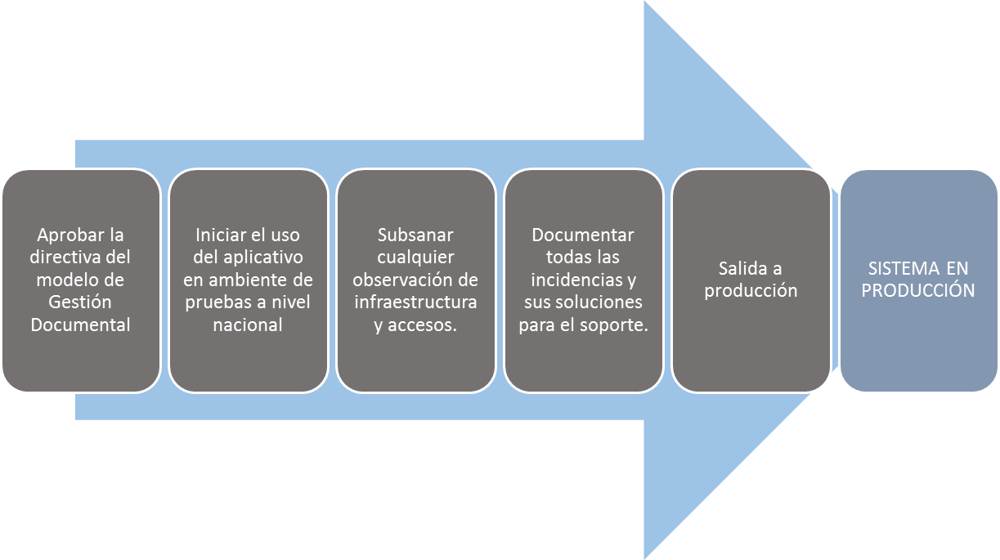 Aprobar la
directiva del
modelo de
Gestión
Documental
Iniciar el uso
del aplicativo
en ambiente de
pruebas a nivel
nacional
Subsanar
cualquier
observación de
infraestructura
y accesos.
Documentar
todas las
incidencias y
sus soluciones
para el soporte.
Salida a
producción
SISTEMA EN
PRODUCCIÓN